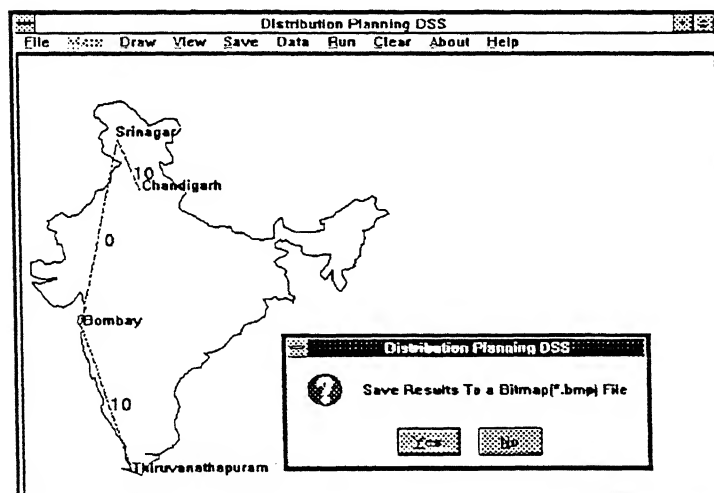 Distribution Planning DSS
File Draw View Save Data Run Clear About Help
Srinagar
10
Chandigarh
0
Bombay
Distribution Planning DSS
Save Results To a Bitmap(*.bmp) File
Yes No
10
Thiruvanathapuram